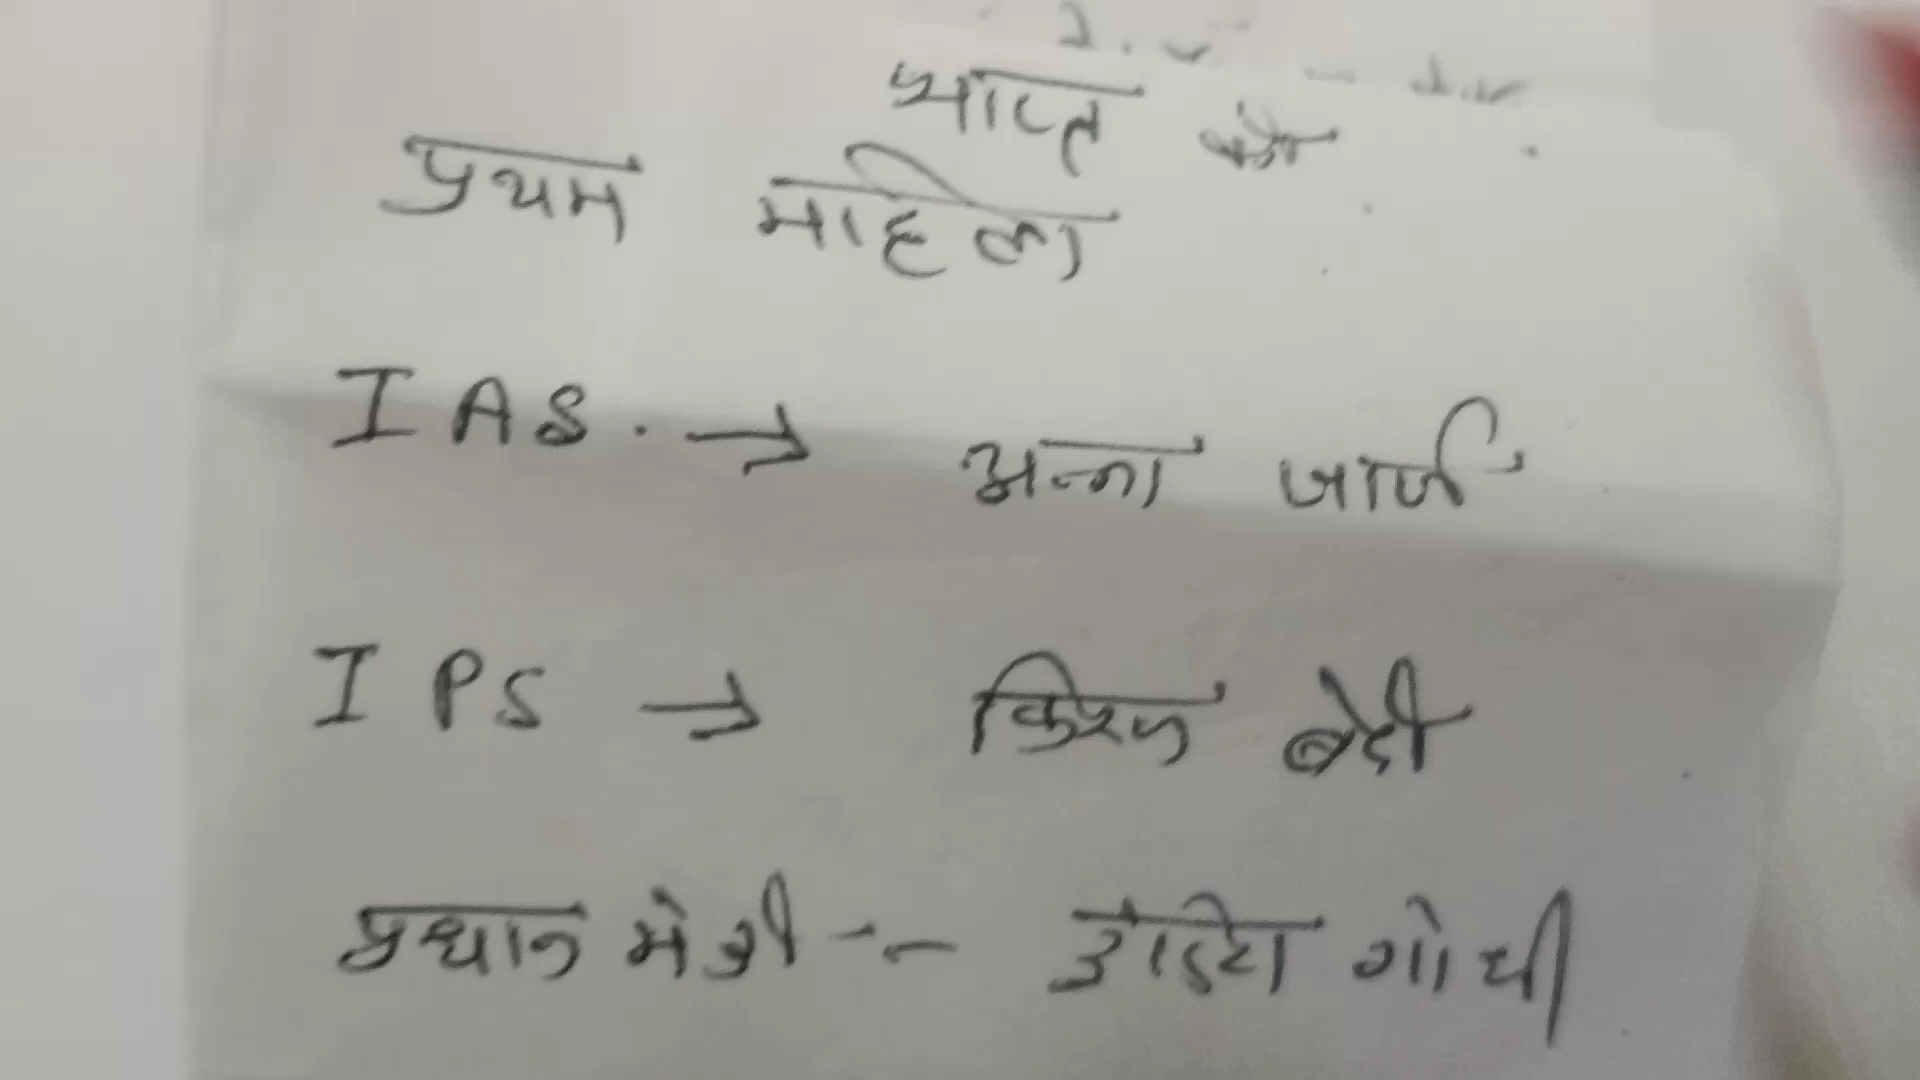 भारत की
प्रथम महिला
IAS. → अन्ना जार्ज
IPS → किरण बेदी
प्रधान मंत्री -- इंदिरा गांधी